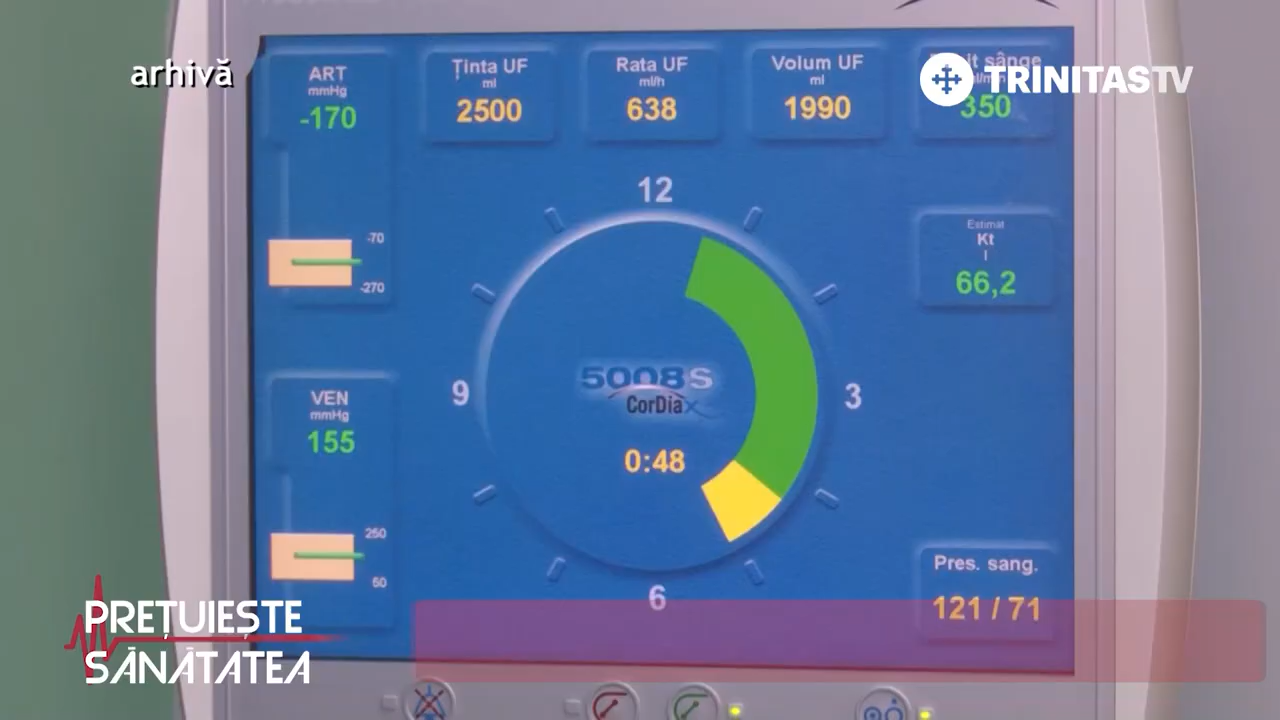 arhivă
TRINITAS TV
ART
mmHg
-170
-70
-270
Ținta UF
ml
2500
Rata UF
ml/h
638
Volum UF
ml
1990
sânge
350
12
3
6
9
5008S
CorDiax
0:48
Estimat
Kt
l
66,2
VEN
mmHg
155
250
50
Pres. sang.
121 / 71
PREȚUIEȘTE
SĂNĂTATEA